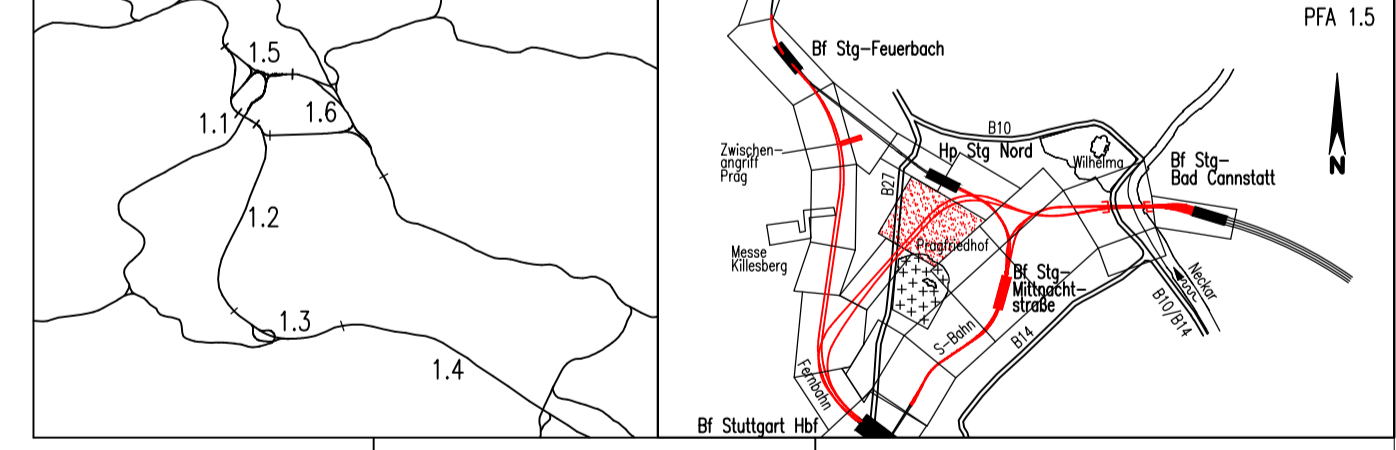 1.5
1.6
1.1
1.2
1.3
1.4
PFA 1.5
Bf Stg-Feuerbach
N
B10
Zwischen-
angriff
Prag
Hp Stg Nord
Wilhelma
Bf Stg-
Bad Cannstatt
B27
Messe
Killesberg
Pragfriedhof
Bf Stg-
Mittnacht-
straße
Neckar
B10/B14
S-Bahn
B14
Fernbahn
Bf Stuttgart Hbf